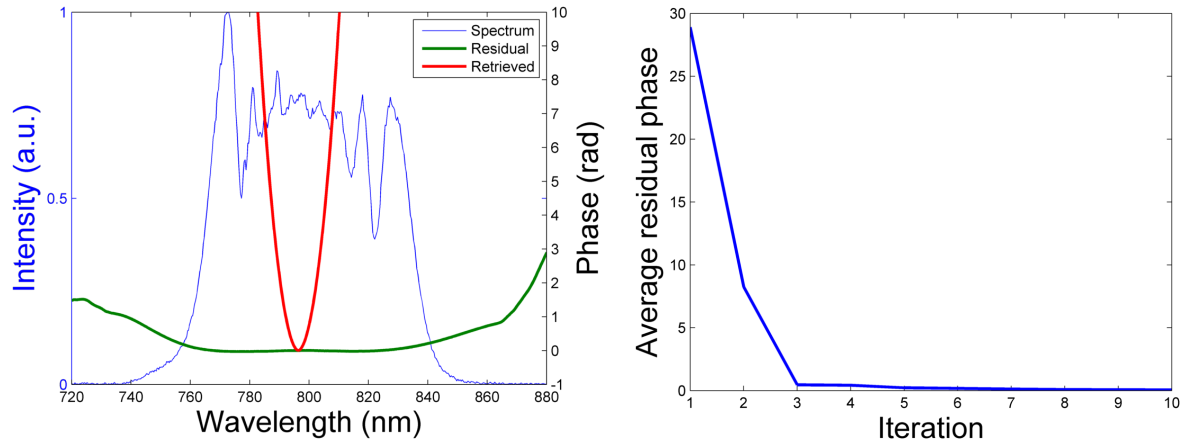 1
0.5
0
Intensity (a.u.)
Spectrum
Residual
Retrieved
10
9
8
7
6
5
4
3
2
1
0
-1
Phase (rad)
720 740 760 780 800 820 840 860 880
Wavelength (nm)
30
25
20
15
10
5
0
Average residual phase
1 2 3 4 5 6 7 8 9 10
Iteration